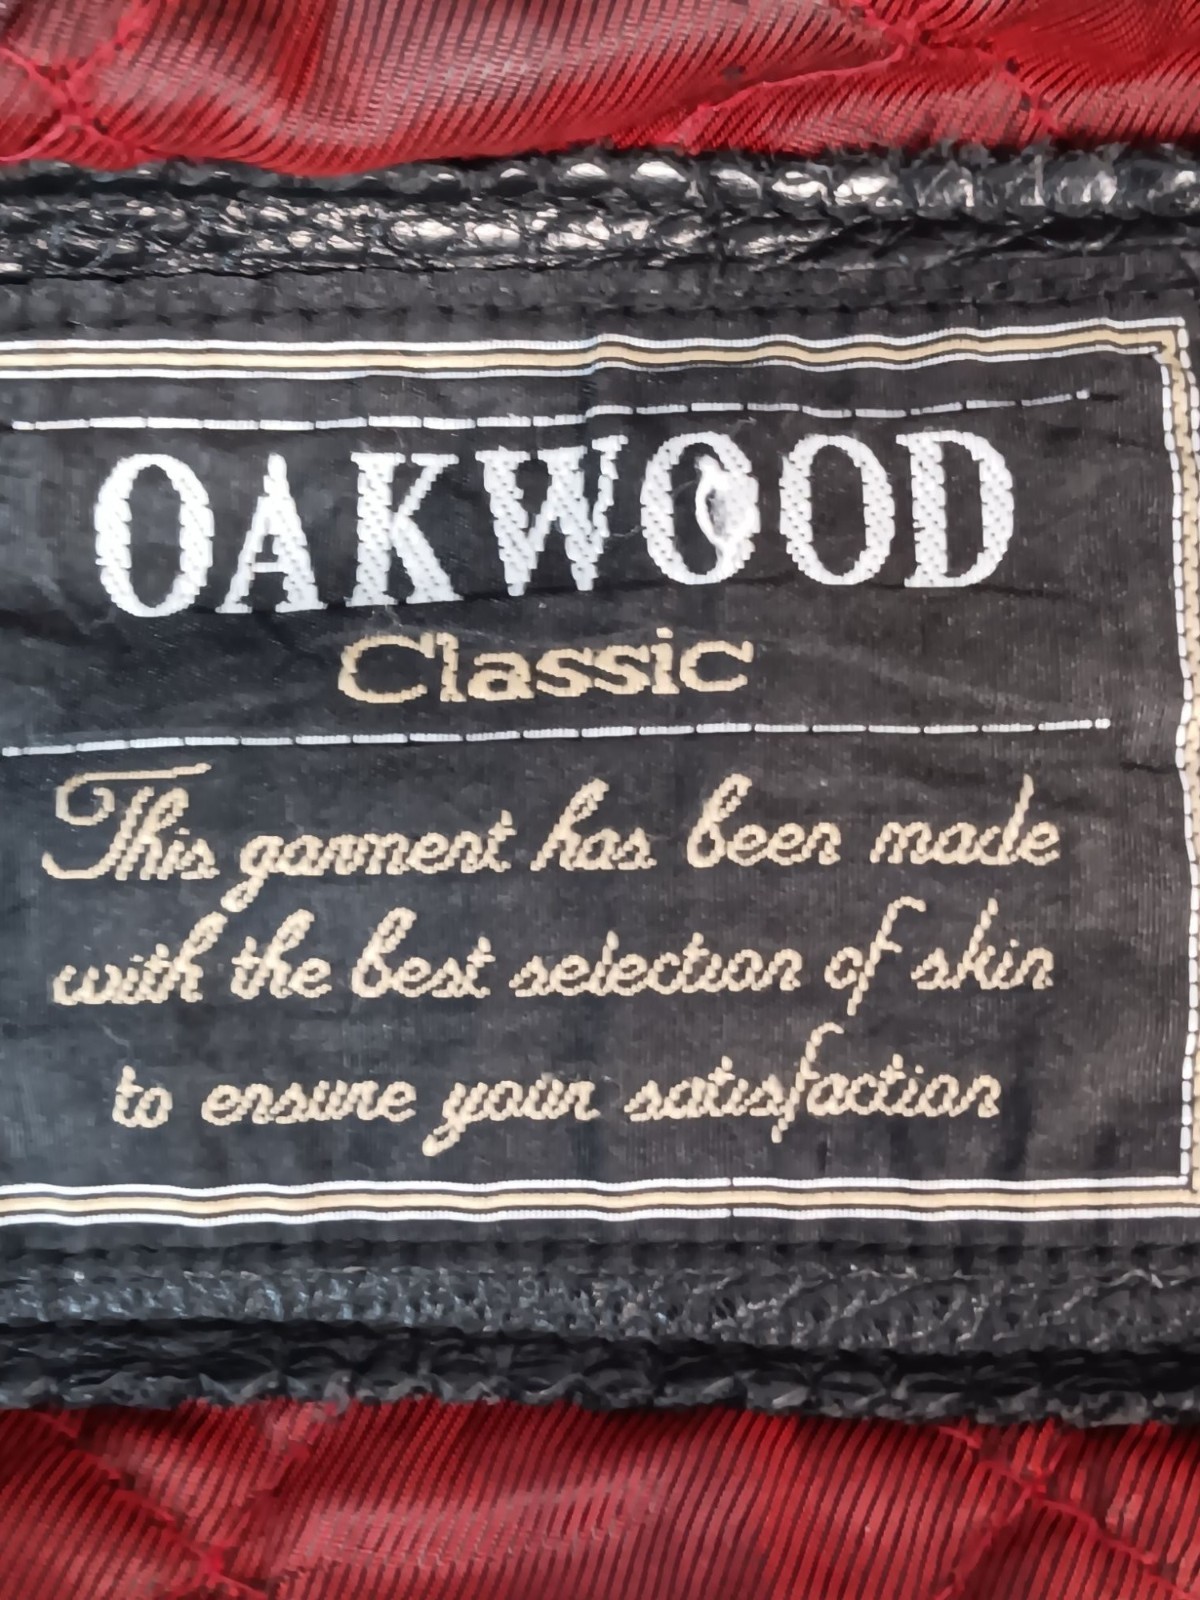 OAKWOOD
Classic
This garment has been made
with the best selection of skin
to ensure your satisfaction